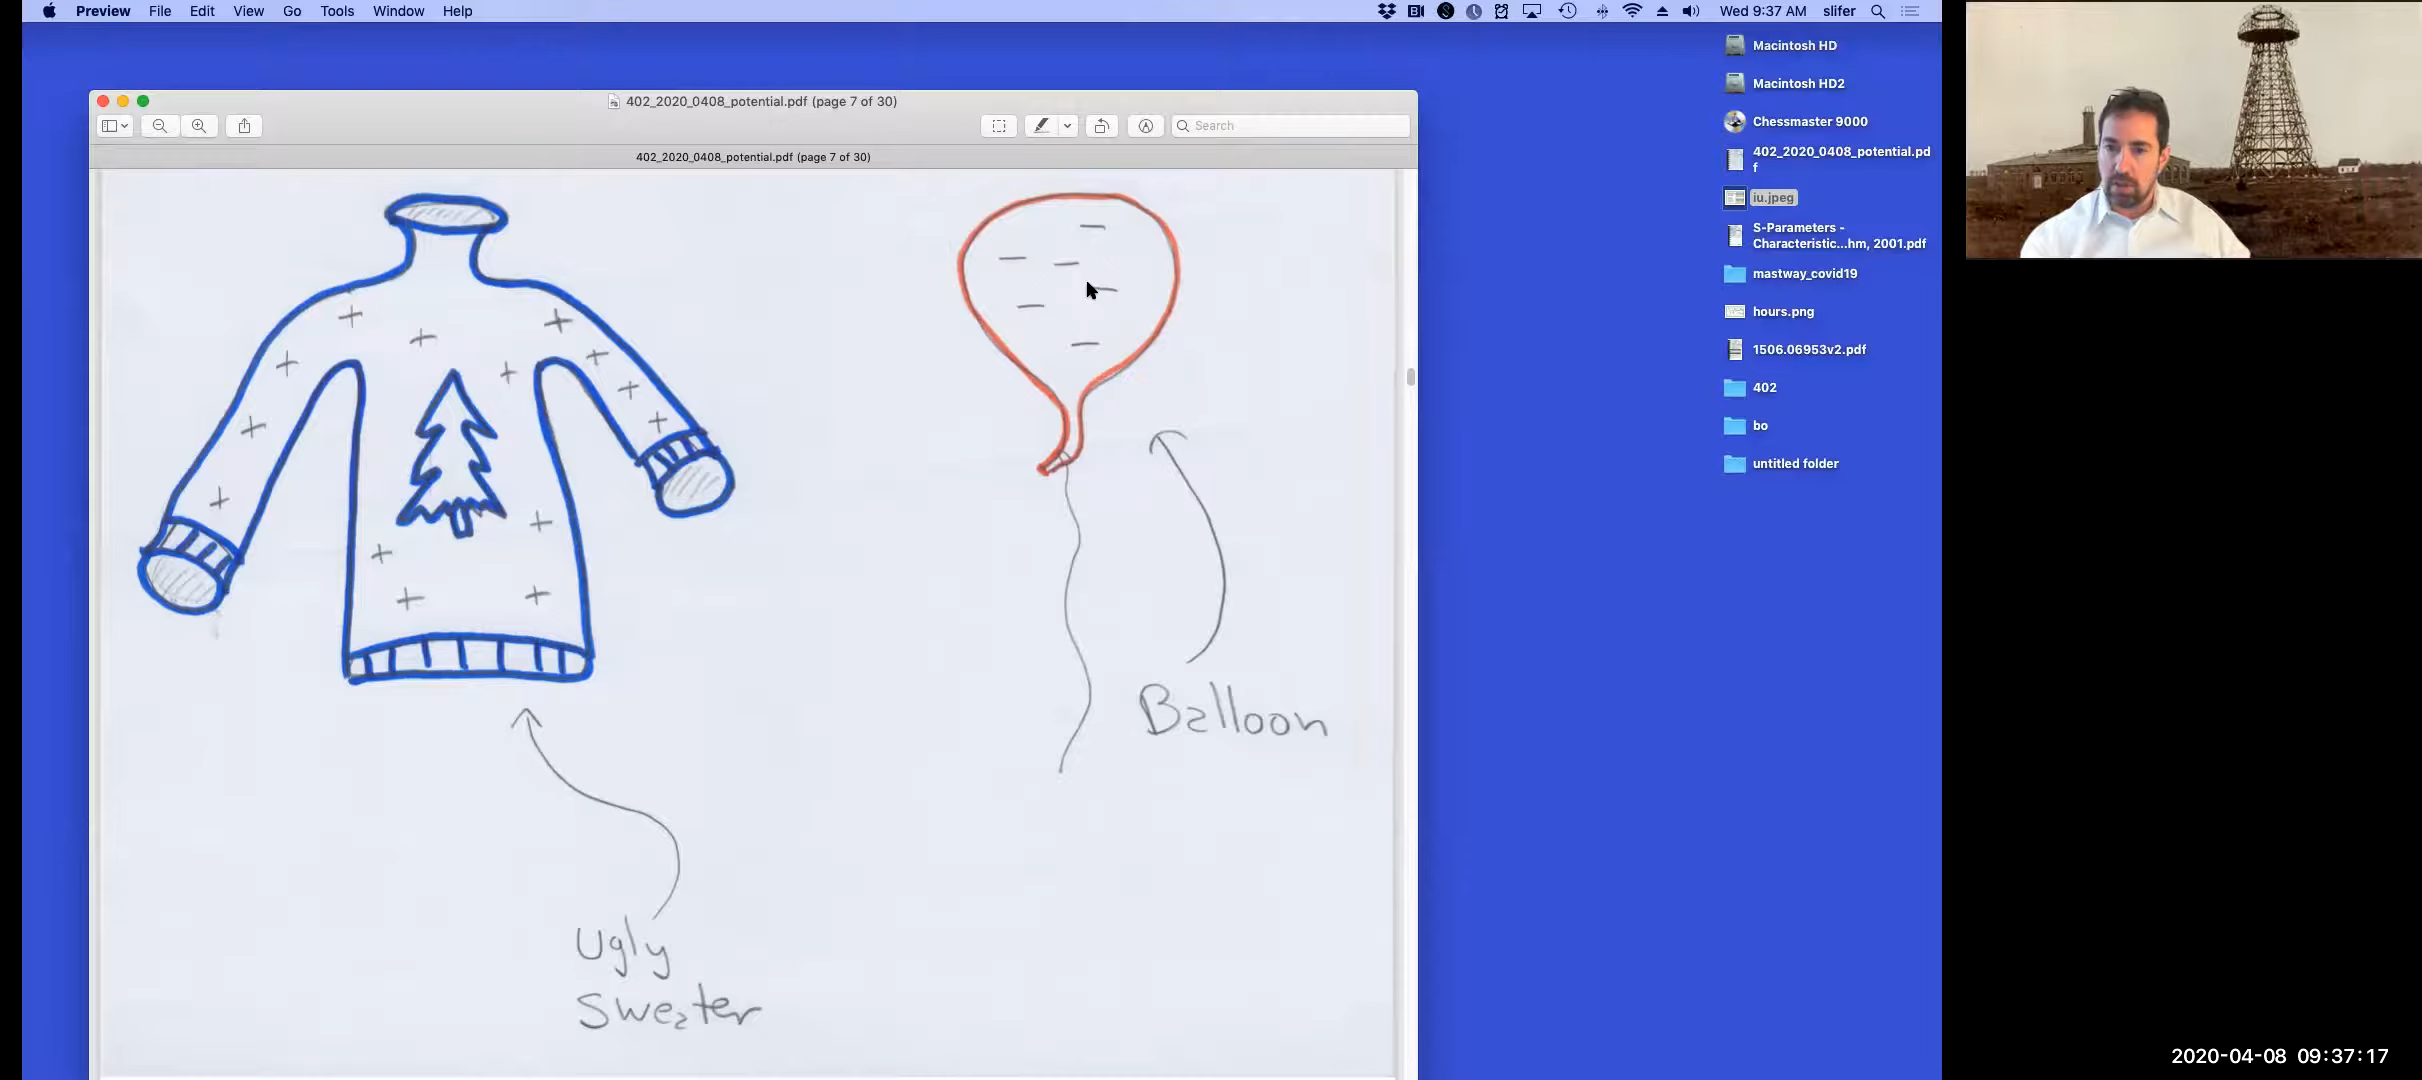 Preview File Edit View Go Tools Window Help
Wed 9:37 AM slifer
402_2020_0408_potential.pdf (page 7 of 30)
Search
402_2020_0408_potential.pdf (page 7 of 30)
Balloon
Ugly
Sweater
Macintosh HD
Macintosh HD2
Chessmaster 9000
402_2020_0408_potential.pd
f
iu.jpeg
S-Parameters -
Characteristic...hm, 2001.pdf
mastway_covid19
hours.png
1506.06953v2.pdf
402
bo
untitled folder
2020-04-08 09:37:17